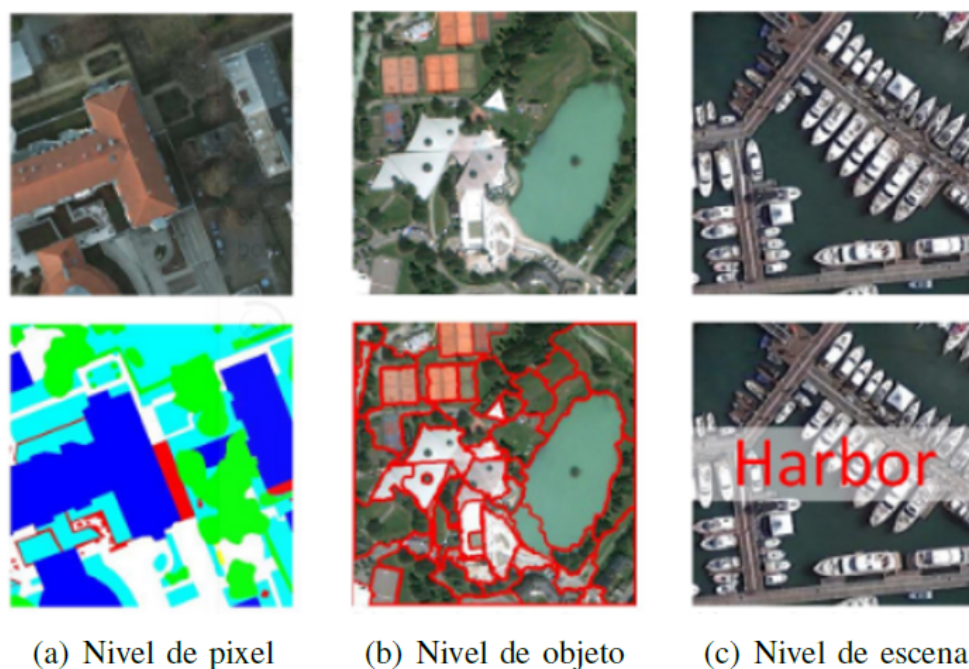 Harbor
(a) Nivel de pixel
(b) Nivel de objeto
(c) Nivel de escena